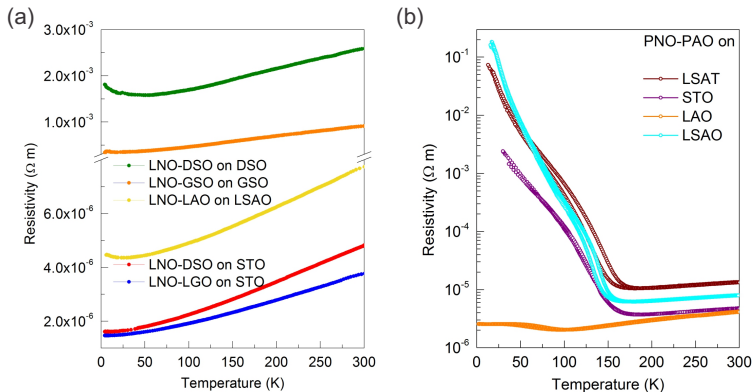 (a)
3.0x10⁻³
2.0x10⁻³
1.0x10⁻³
6.0x10⁻⁶
4.0x10⁻⁶
2.0x10⁻⁶
Resistivity (Ω m)
LNO-DSO on DSO
LNO-GSO on GSO
LNO-LAO on LSAO
LNO-DSO on STO
LNO-LGO on STO
0 50 100 150 200 250 300
Temperature (K)
(b)
10⁻¹
10⁻²
10⁻³
10⁻⁴
10⁻⁵
10⁻⁶
Resistivity (Ω m)
PNO-PAO on
LSAT
STO
LAO
LSAO
0 50 100 150 200 250 300
Temperature (K)